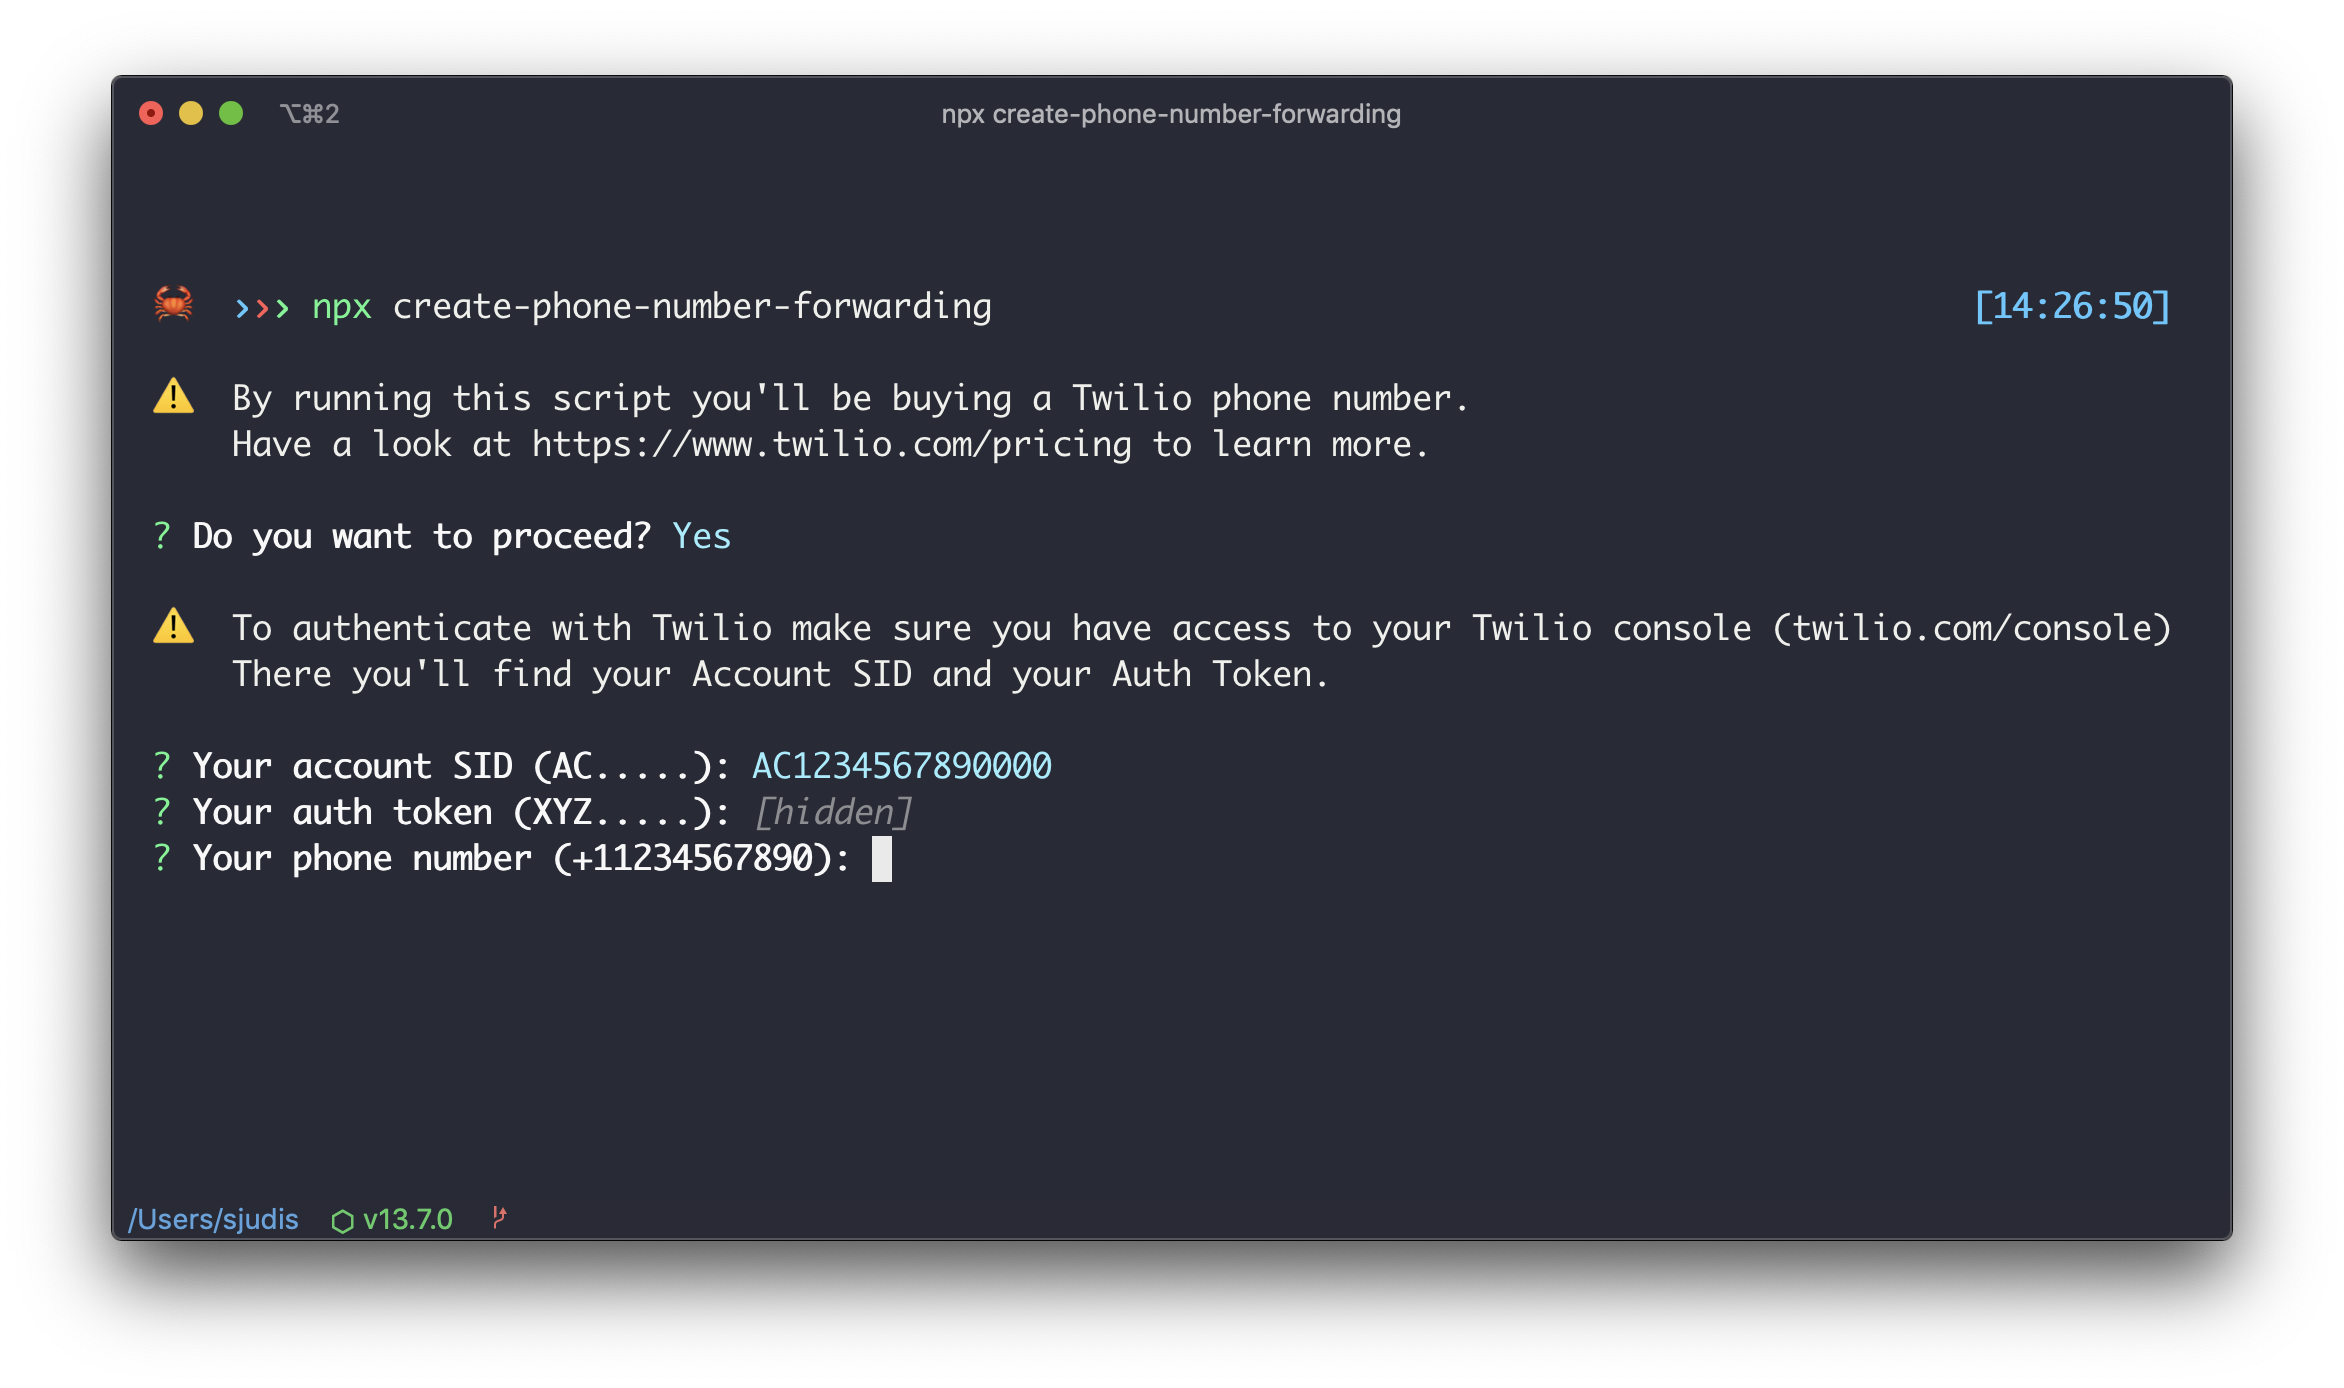 ⌥⌘2
npx create-phone-number-forwarding
🦀 ››› npx create-phone-number-forwarding [14:26:50]
⚠️ By running this script you'll be buying a Twilio phone number.
Have a look at https://www.twilio.com/pricing to learn more.
? Do you want to proceed? Yes
⚠️ To authenticate with Twilio make sure you have access to your Twilio console (twilio.com/console)
There you'll find your Account SID and your Auth Token.
? Your account SID (AC.....): AC1234567890000
? Your auth token (XYZ.....): [hidden]
? Your phone number (+11234567890):
/Users/sjudis ⬡ v13.7.0